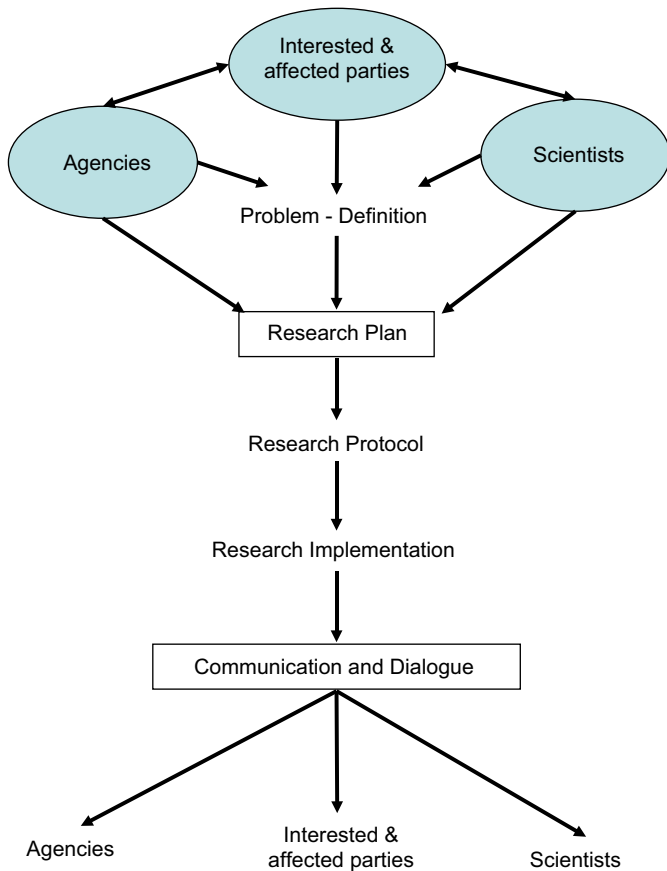 Interested &
affected parties
Agencies
Scientists
Problem - Definition
Research Plan
Research Protocol
Research Implementation
Communication and Dialogue
Agencies
Interested &
affected parties
Scientists